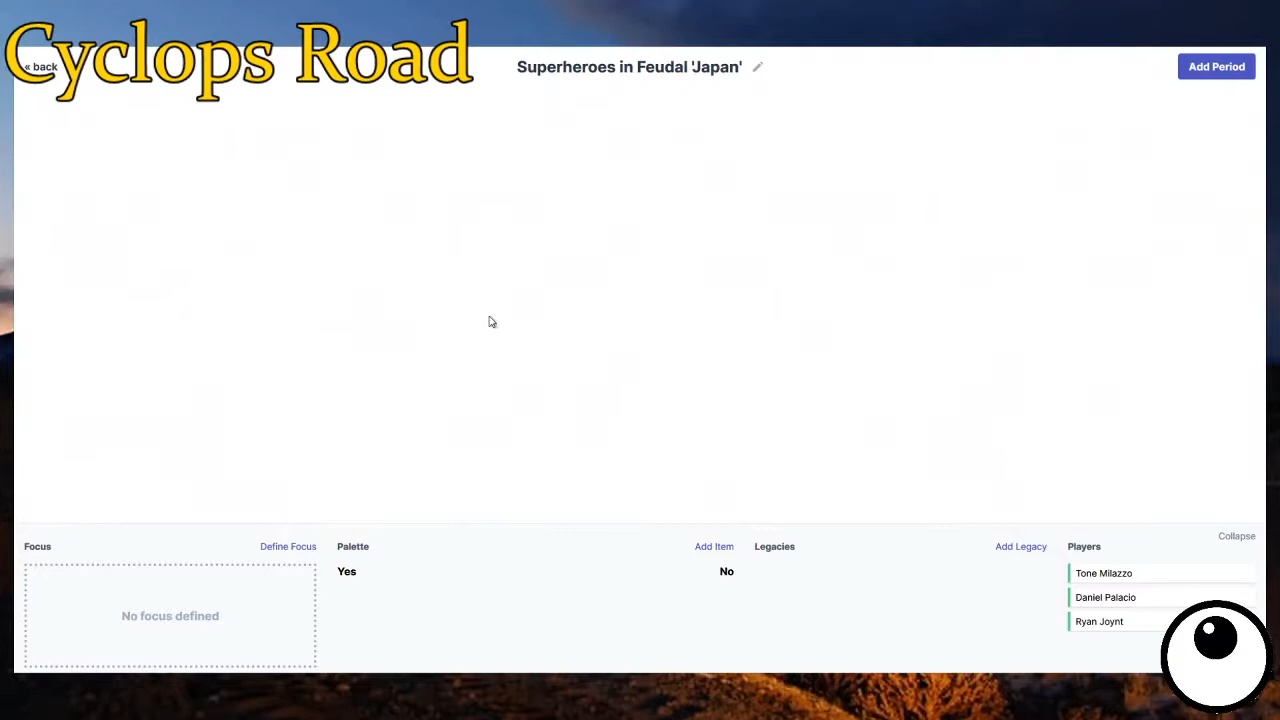 Cyclops Road
« back
Superheroes in Feudal 'Japan'
Add Period
Collapse
Focus
Define Focus
No focus defined
Palette
Add Item
Yes
No
Legacies
Add Legacy
Players
Tone Milazzo
Daniel Palacio
Ryan Joynt